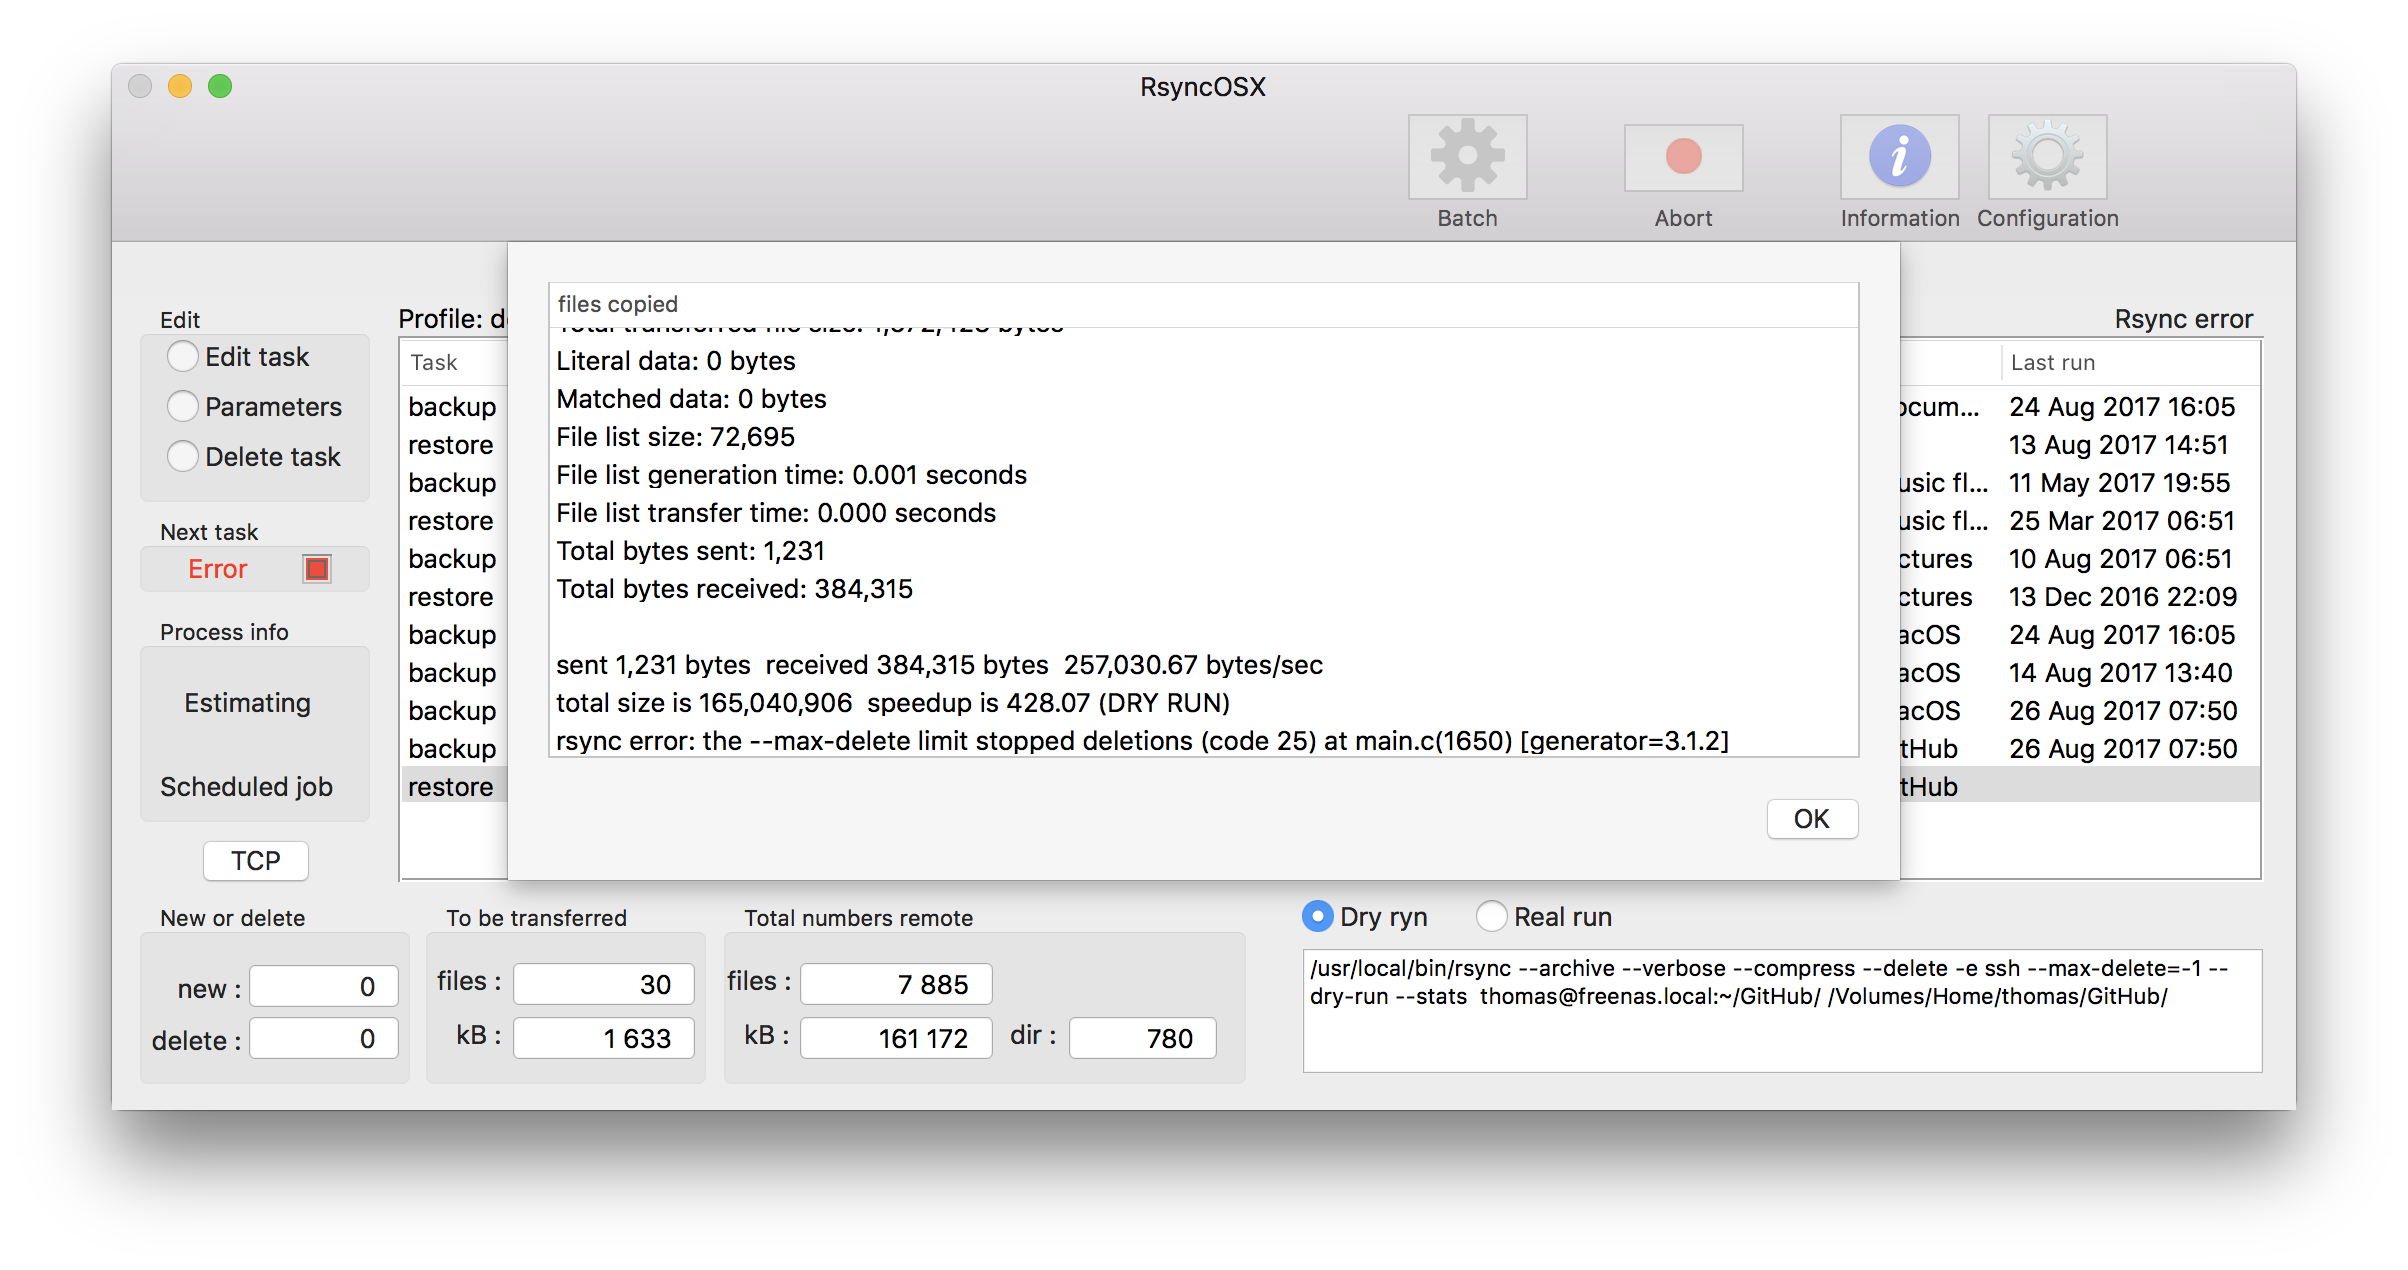 RsyncOSX
Batch
Abort
Information
Configuration
Edit
Edit task
Parameters
Delete task
Next task
Error
Process info
Estimating
Scheduled job
TCP
Profile:
Rsync error
Task
Last run
backup
24 Aug 2017 16:05
restore
13 Aug 2017 14:51
backup
usic fl... 11 May 2017 19:55
restore
usic fl... 25 Mar 2017 06:51
backup
ctures 10 Aug 2017 06:51
restore
ctures 13 Dec 2016 22:09
backup
acOS 24 Aug 2017 16:05
backup
acOS 14 Aug 2017 13:40
backup
acOS 26 Aug 2017 07:50
backup
tHub 26 Aug 2017 07:50
restore
tHub
files copied
Literal data: 0 bytes
Matched data: 0 bytes
File list size: 72,695
File list generation time: 0.001 seconds
File list transfer time: 0.000 seconds
Total bytes sent: 1,231
Total bytes received: 384,315
sent 1,231 bytes  received 384,315 bytes  257,030.67 bytes/sec
total size is 165,040,906  speedup is 428.07 (DRY RUN)
rsync error: the --max-delete limit stopped deletions (code 25) at main.c(1650) [generator=3.1.2]
OK
New or delete
new : 0
delete : 0
To be transferred
files : 30
kB : 1 633
Total numbers remote
files : 7 885
kB : 161 172
dir : 780
Dry ryn
Real run
/usr/local/bin/rsync --archive --verbose --compress --delete -e ssh --max-delete=-1 --
dry-run --stats  thomas@freenas.local:~/GitHub/ /Volumes/Home/thomas/GitHub/